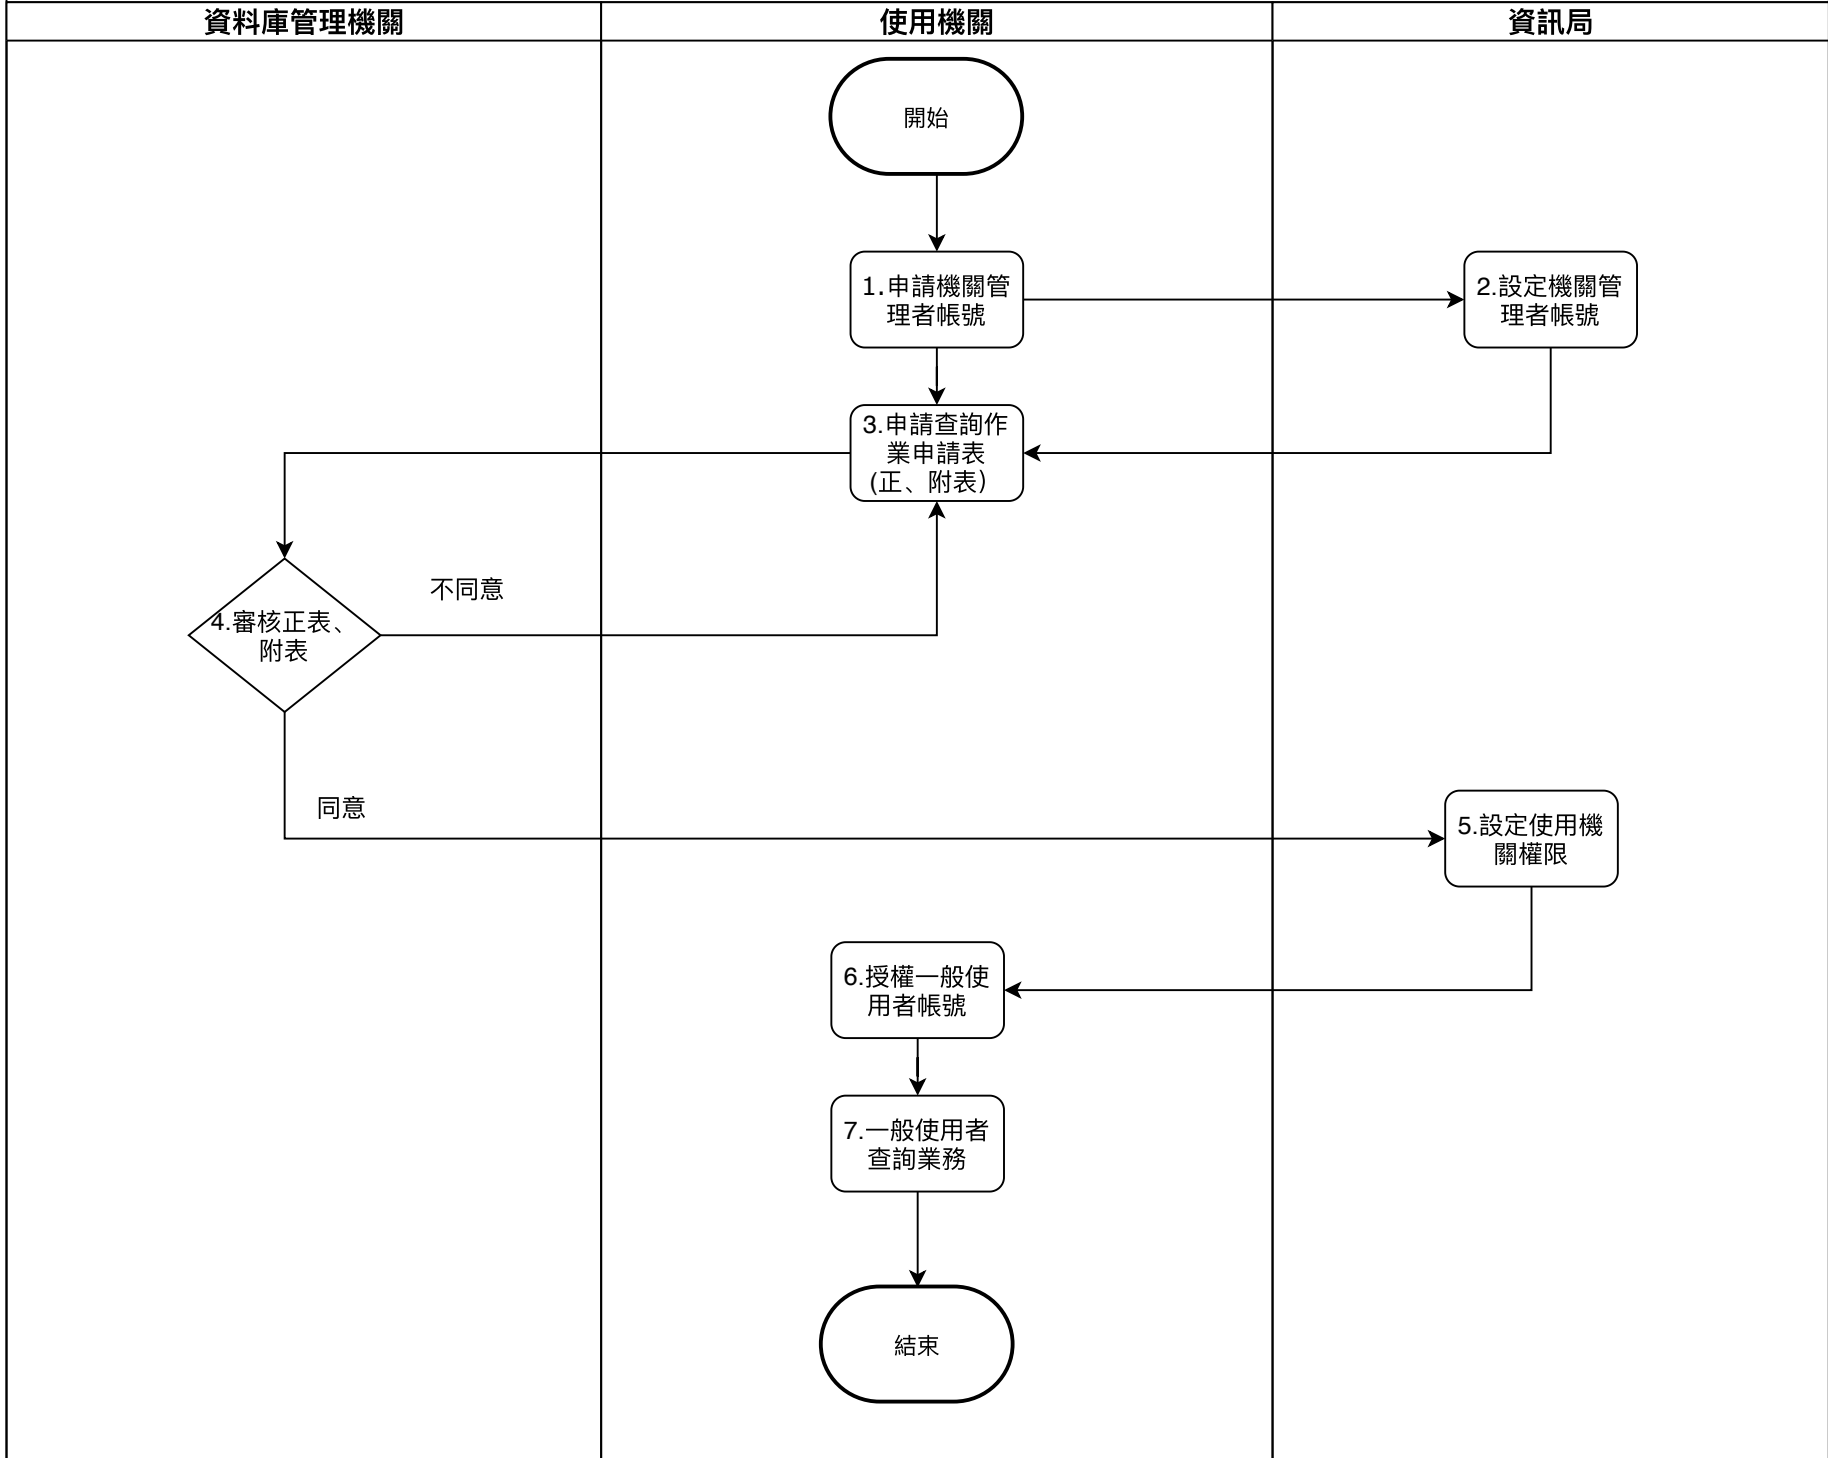 資料庫管理機關
使用機關
資訊局
開始
1.申請機關管
理者帳號
2.設定機關管
理者帳號
3.申請查詢作
業申請表
(正、附表）
不同意
4.審核正表、
附表
同意
5.設定使用機
關權限
6.授權一般使
用者帳號
7.一般使用者
查詢業務
結束